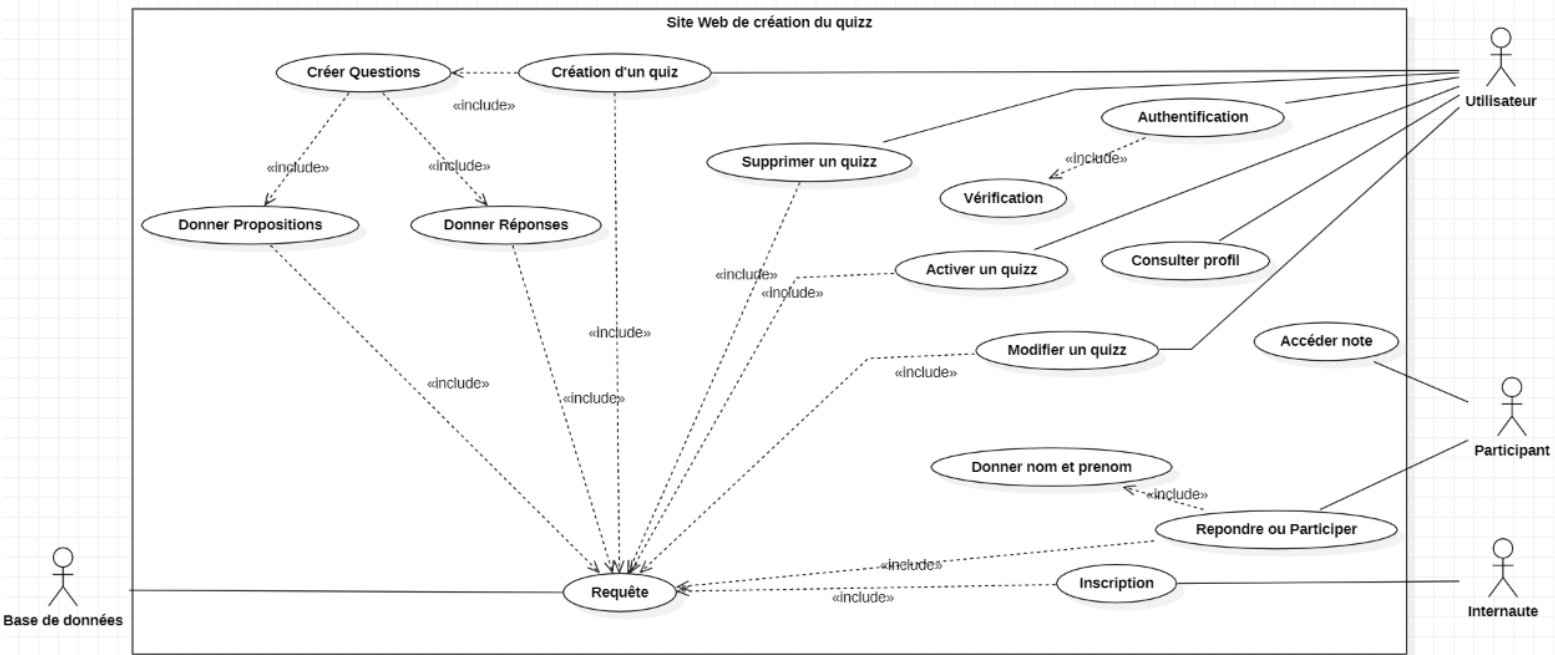 Site Web de création du quizz
Créer Questions
Création d'un quiz
«include»
Utilisateur
Authentification
«include»
Supprimer un quizz
«include»
«include»
Vérification
Donner Propositions
Donner Réponses
Consulter profil
Activer un quizz
«include»
«include»
«include»
Accéder note
Modifier un quizz
«include»
«include»
«include»
Participant
Donner nom et prenom
«include»
Repondre ou Participer
«include»
Inscription
Requête
«include»
Internaute
Base de données